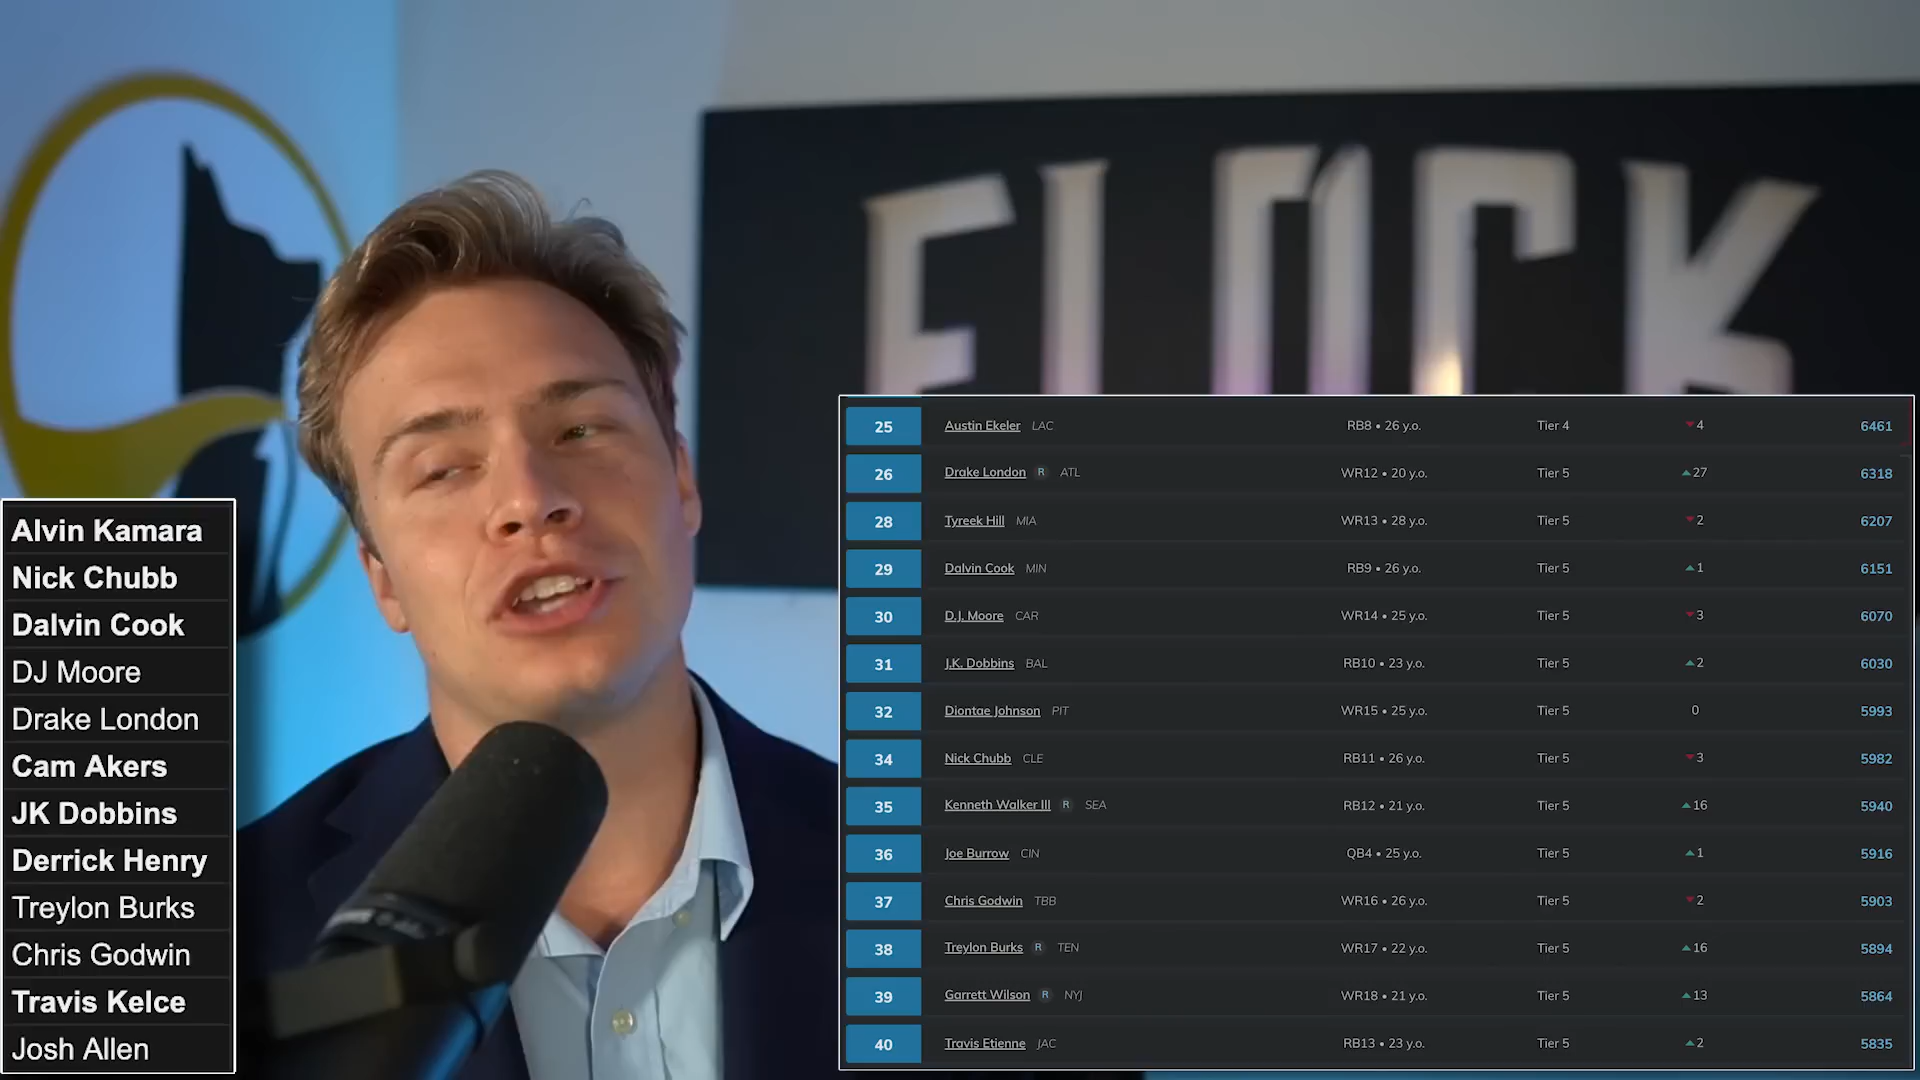 FLOCK
Alvin Kamara
Nick Chubb
Dalvin Cook
DJ Moore
Drake London
Cam Akers
JK Dobbins
Derrick Henry
Treylon Burks
Chris Godwin
Travis Kelce
Josh Allen
25 Austin Ekeler LAC RB8 • 26 y.o. Tier 4 4 6461
26 Drake London R ATL WR12 • 20 y.o. Tier 5 27 6318
28 Tyreek Hill MIA WR13 • 28 y.o. Tier 5 2 6207
29 Dalvin Cook MIN RB9 • 26 y.o. Tier 5 1 6151
30 D.J. Moore CAR WR14 • 25 y.o. Tier 5 3 6070
31 J.K. Dobbins BAL RB10 • 23 y.o. Tier 5 2 6030
32 Diontae Johnson PIT WR15 • 25 y.o. Tier 5 0 5993
34 Nick Chubb CLE RB11 • 26 y.o. Tier 5 3 5982
35 Kenneth Walker III R SEA RB12 • 21 y.o. Tier 5 16 5940
36 Joe Burrow CIN QB4 • 25 y.o. Tier 5 1 5916
37 Chris Godwin TBB WR16 • 26 y.o. Tier 5 2 5903
38 Treylon Burks R TEN WR17 • 22 y.o. Tier 5 16 5894
39 Garrett Wilson R NYJ WR18 • 21 y.o. Tier 5 13 5864
40 Travis Etienne JAC RB13 • 23 y.o. Tier 5 2 5835